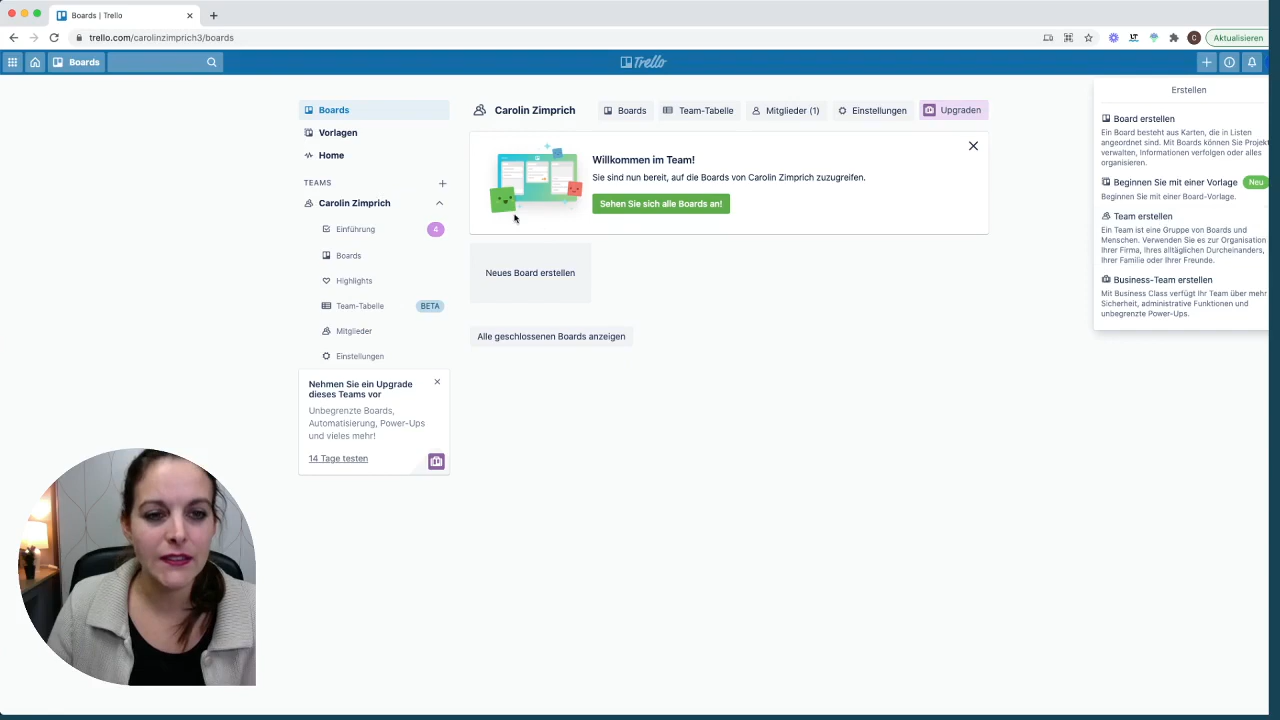 Boards | Trello
trello.com/carolinzimprich3/boards
LT
C
Aktualisieren
Boards
Trello
Boards
Vorlagen
Home
TEAMS
Carolin Zimprich
Einführung 4
Boards
Highlights
Team-Tabelle BETA
Mitglieder
Einstellungen
Nehmen Sie ein Upgrade
dieses Teams vor
Unbegrenzte Boards,
Automatisierung, Power-Ups
und vieles mehr!
14 Tage testen
Carolin Zimprich Boards Team-Tabelle Mitglieder (1) Einstellungen Upgraden
Willkommen im Team!
Sie sind nun bereit, auf die Boards von Carolin Zimprich zuzugreifen.
Sehen Sie sich alle Boards an!
Neues Board erstellen
Alle geschlossenen Boards anzeigen
Erstellen
Board erstellen
Ein Board besteht aus Karten, die in Listen
angeordnet sind. Mit Boards können Sie Projek
verwalten, Informationen verfolgen oder alles
organisieren.
Beginnen Sie mit einer Vorlage Neu
Beginnen Sie mit einer Board-Vorlage.
Team erstellen
Ein Team ist eine Gruppe von Boards und
Menschen. Verwenden Sie es zur Organisation
Ihrer Firma, Ihres alltäglichen Durcheinanders,
Ihrer Familie oder Ihrer Freunde.
Business-Team erstellen
Mit Business Class verfügt Ihr Team über mehr
Sicherheit, administrative Funktionen und
unbegrenzte Power-Ups.